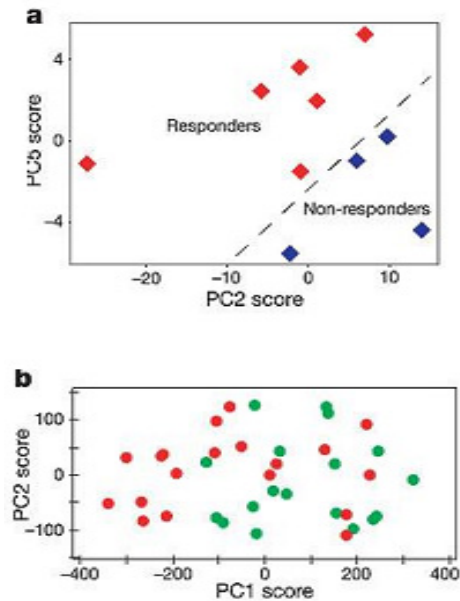 a
PC5 score
4
0
−4
Responders
Non-responders
−20
−10
0
10
PC2 score
b
PC2 score
100
0
−100
−400
−200
0
200
400
PC1 score